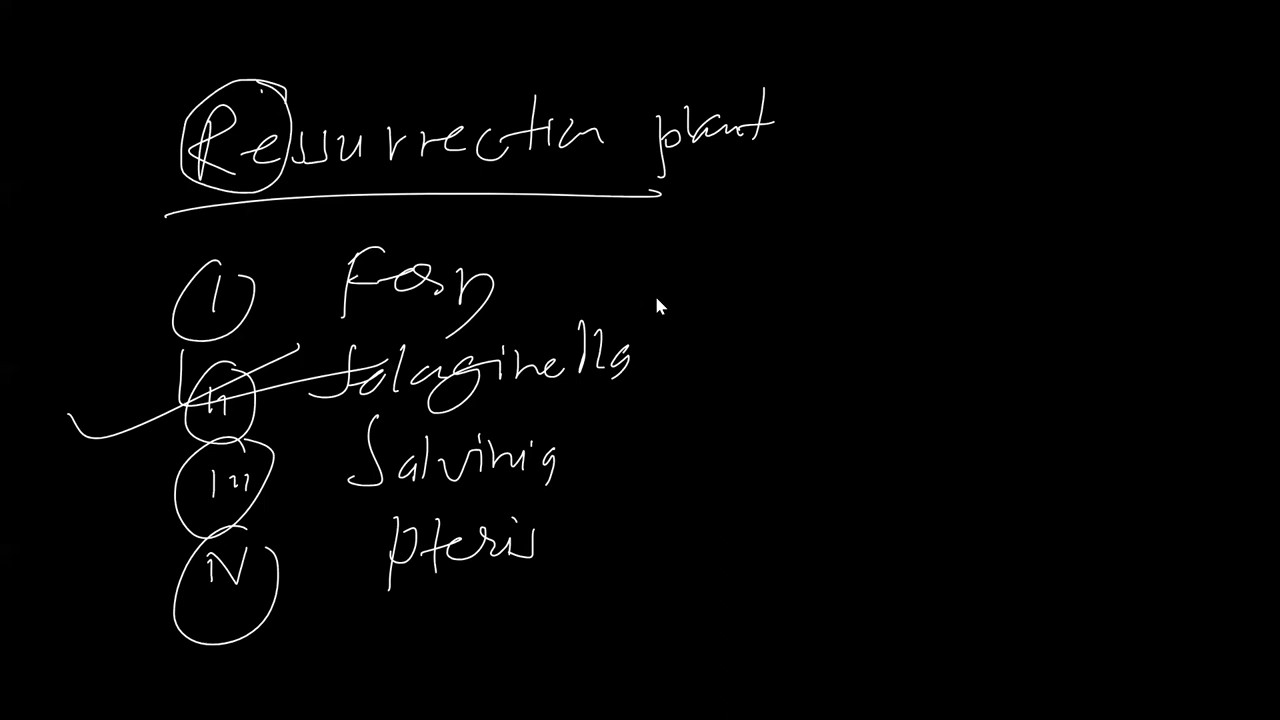 Ressurrection plant
I Fern
II Selaginella
III Salvinia
IV Pteris